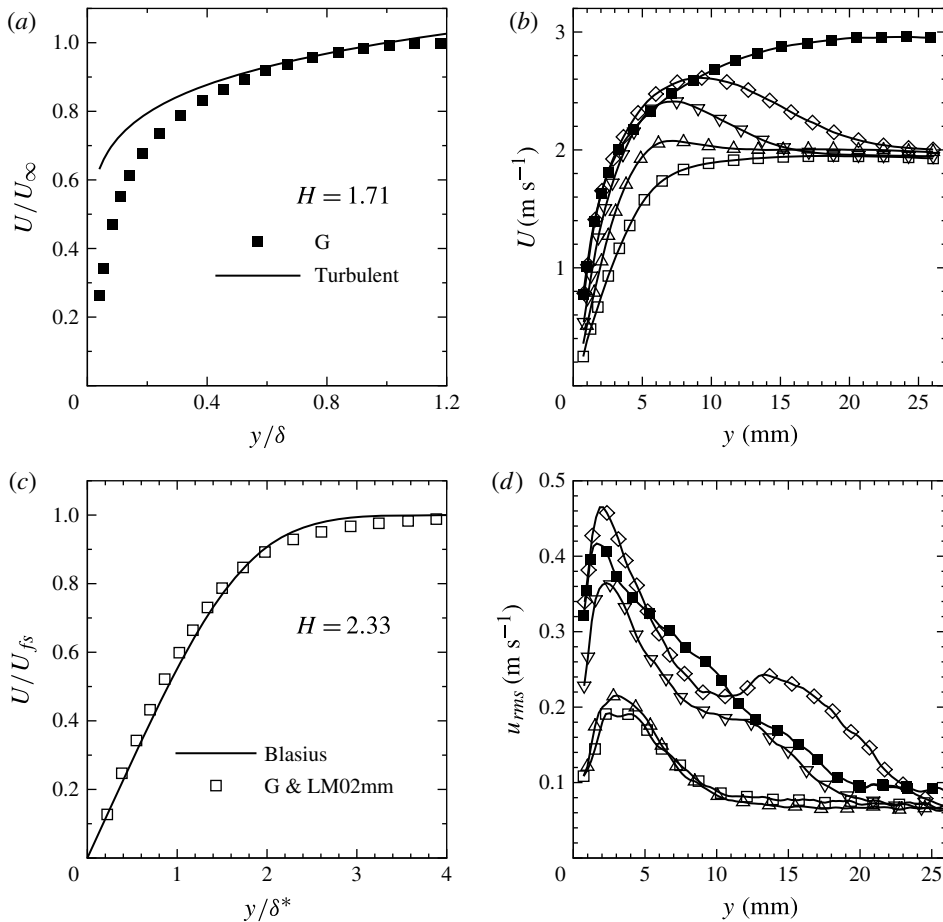 (a)
1.0
0.8
0.6
0.4
0.2
0
0.4
0.8
1.2
U/U∞
y/δ
H = 1.71
G
Turbulent
(b)
3
2
1
0
5
10
15
20
25
U (m s−1)
y (mm)
(c)
1.0
0.8
0.6
0.4
0.2
0
1
2
3
4
U/Ufs
y/δ*
H = 2.33
Blasius
G & LM02mm
(d)
0.5
0.4
0.3
0.2
0.1
0
5
10
15
20
25
urms (m s−1)
y (mm)